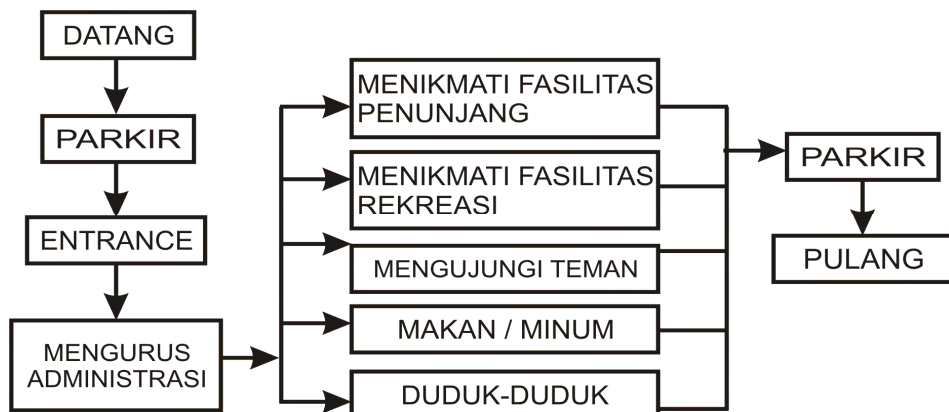 DATANG
PARKIR
ENTRANCE
MENGURUS
ADMINISTRASI
MENIKMATI FASILITAS
PENUNJANG
MENIKMATI FASILITAS
REKREASI
MENGUJUNGI TEMAN
MAKAN / MINUM
DUDUK-DUDUK
PARKIR
PULANG